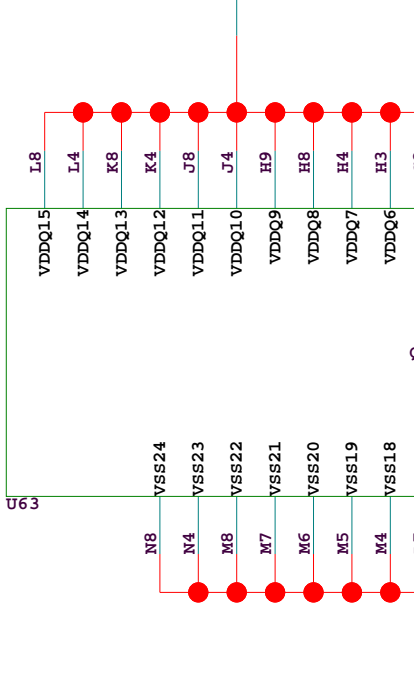 L8
L4
K8
K4
J8
J4
H9
H8
H4
H3
VDDQ15
VDDQ14
VDDQ13
VDDQ12
VDDQ11
VDDQ10
VDDQ9
VDDQ8
VDDQ7
VDDQ6
VSS24
VSS23
VSS22
VSS21
VSS20
VSS19
VSS18
U63
N8
N4
M8
M7
M6
M5
M4